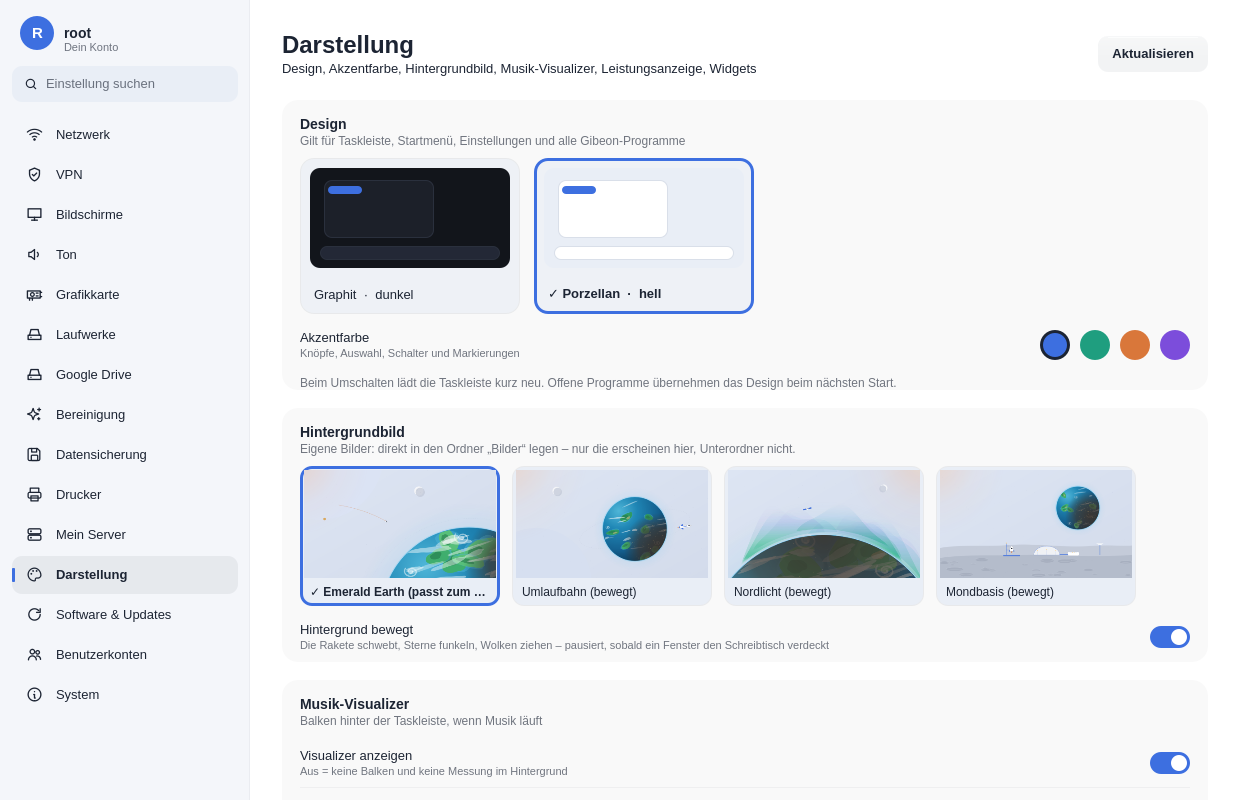 R
root
Dein Konto
Einstellung suchen
Netzwerk
VPN
Bildschirme
Ton
Grafikkarte
Laufwerke
Google Drive
Bereinigung
Datensicherung
Drucker
Mein Server
Darstellung
Software & Updates
Benutzerkonten
System
Darstellung
Design, Akzentfarbe, Hintergrundbild, Musik-Visualizer, Leistungsanzeige, Widgets
Aktualisieren
Design
Gilt für Taskleiste, Startmenü, Einstellungen und alle Gibeon-Programme
Graphit · dunkel
✓ Porzellan · hell
Akzentfarbe
Knöpfe, Auswahl, Schalter und Markierungen
Beim Umschalten lädt die Taskleiste kurz neu. Offene Programme übernehmen das Design beim nächsten Start.
Hintergrundbild
Eigene Bilder: direkt in den Ordner „Bilder“ legen – nur die erscheinen hier, Unterordner nicht.
✓ Emerald Earth (passt zum …
Umlaufbahn (bewegt)
Nordlicht (bewegt)
Mondbasis (bewegt)
Hintergrund bewegt
Die Rakete schwebt, Sterne funkeln, Wolken ziehen – pausiert, sobald ein Fenster den Schreibtisch verdeckt
Musik-Visualizer
Balken hinter der Taskleiste, wenn Musik läuft
Visualizer anzeigen
Aus = keine Balken und keine Messung im Hintergrund